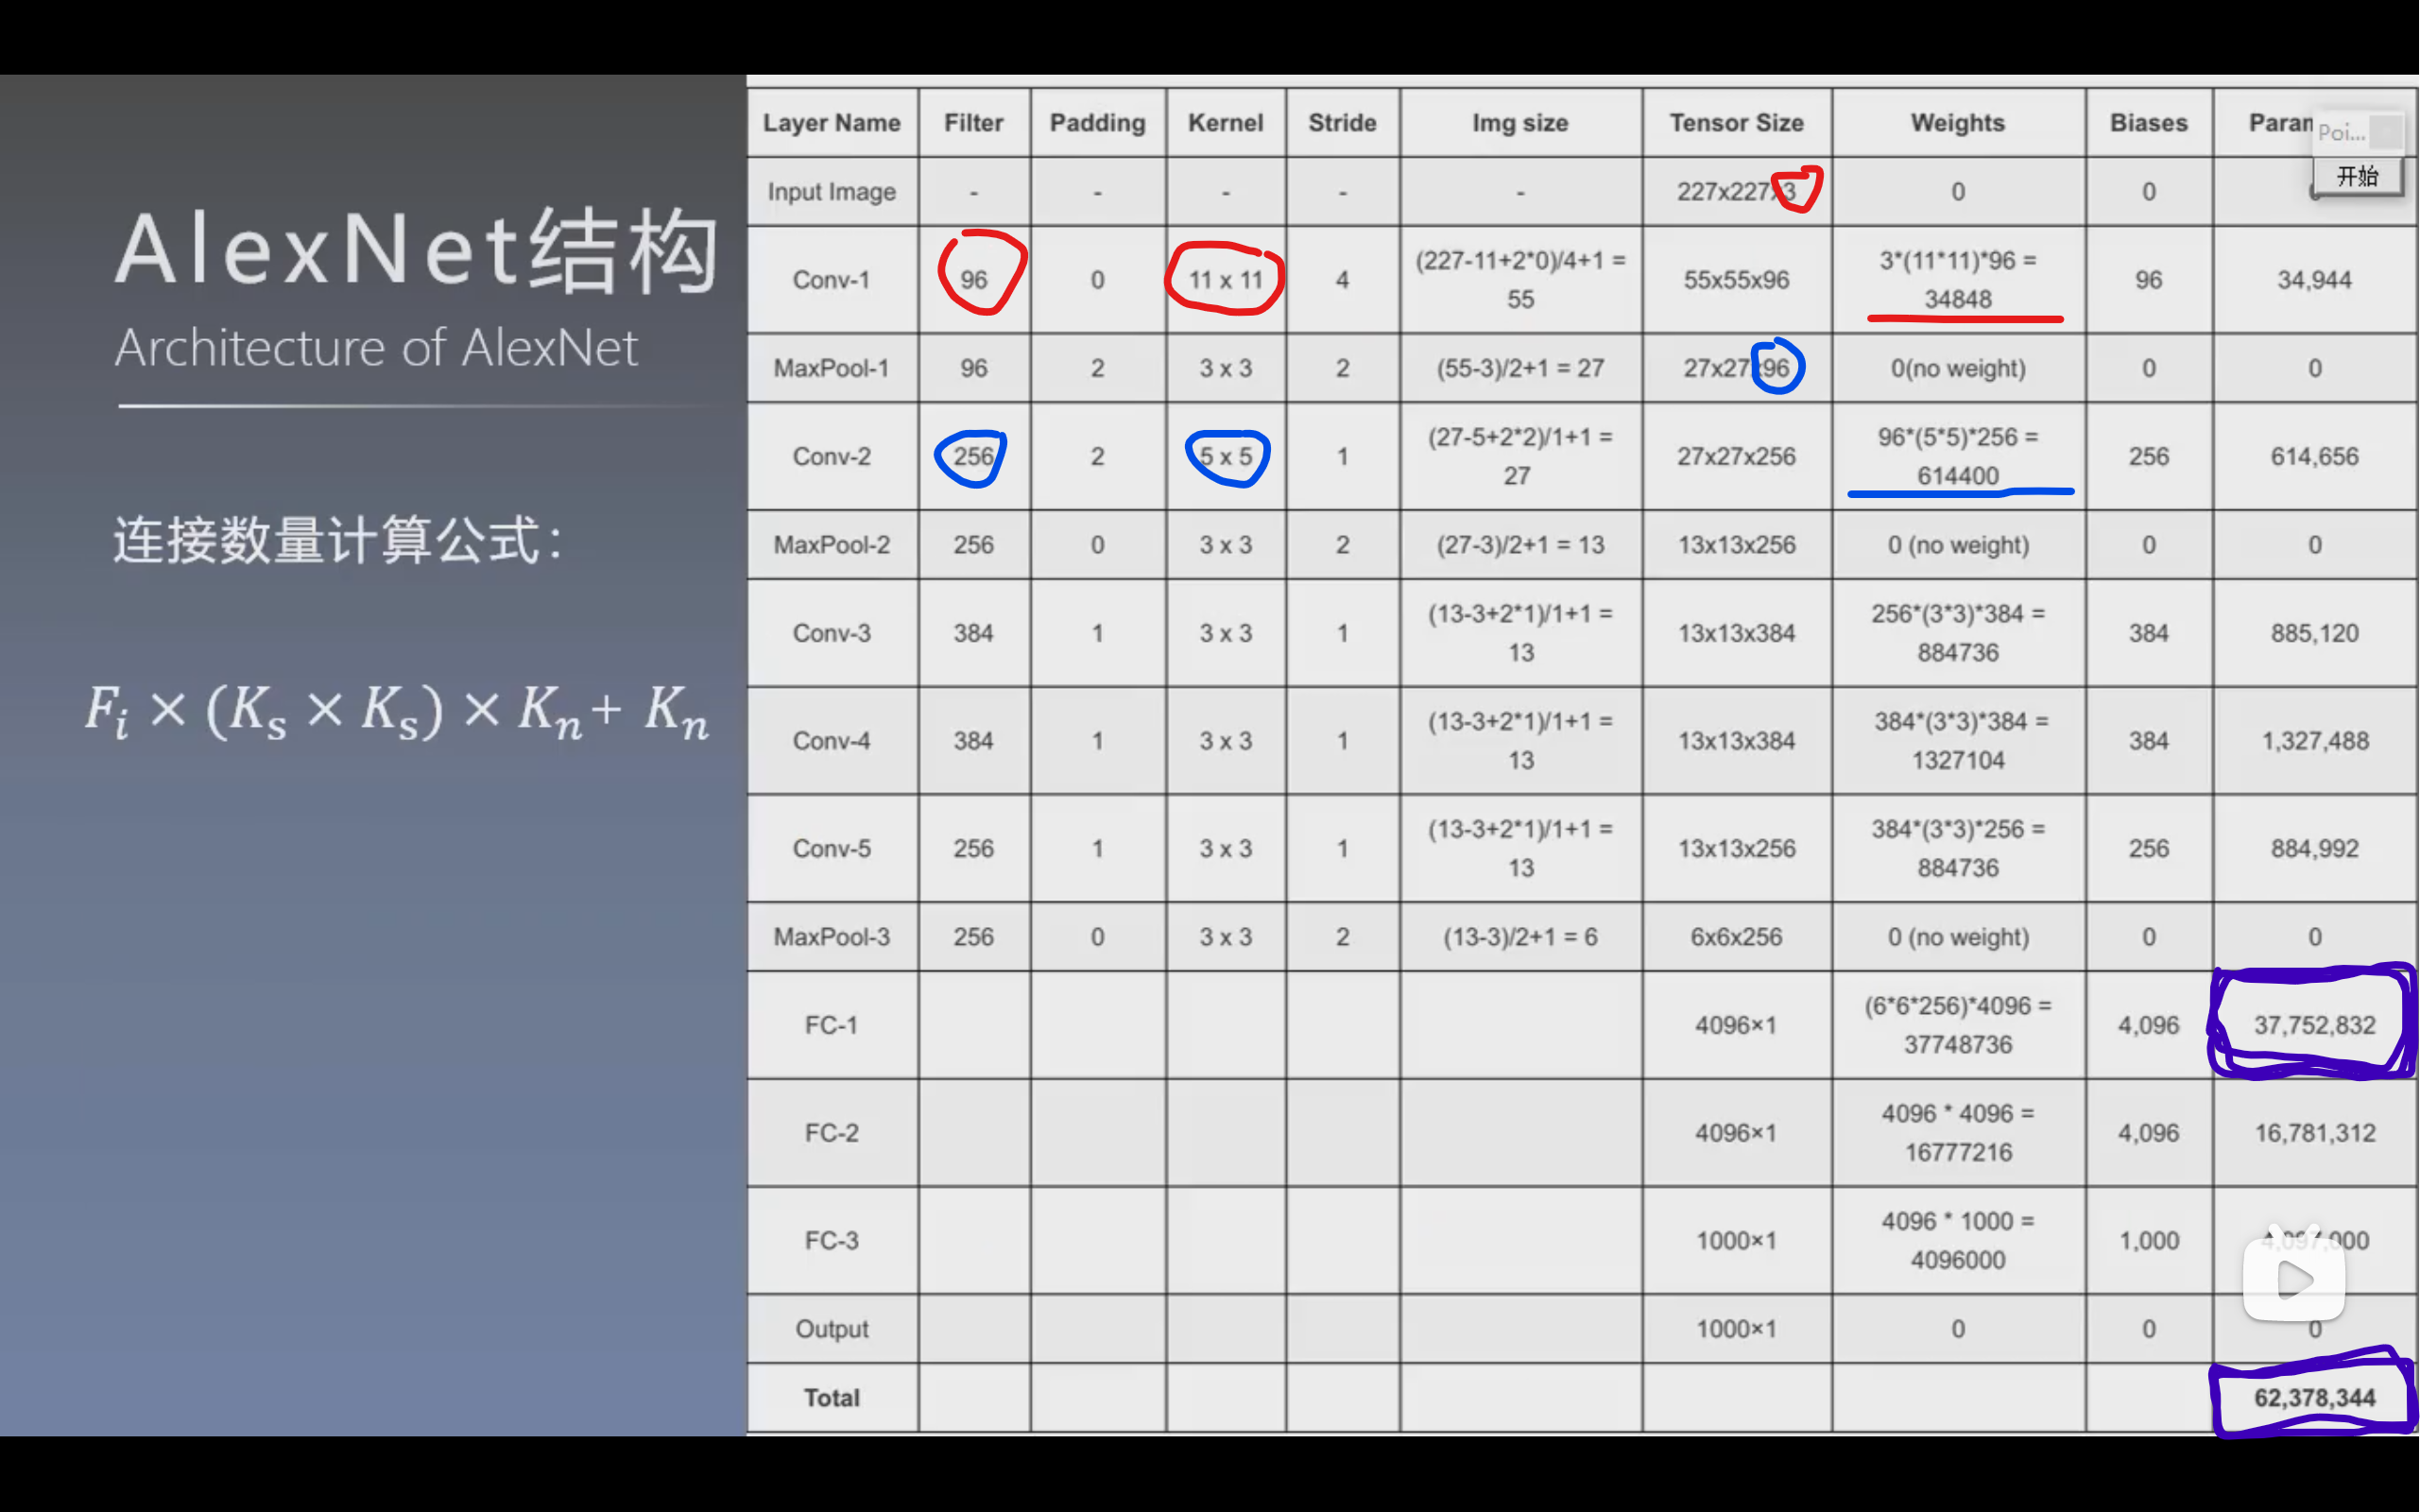 AlexNet结构
Architecture of AlexNet
连接数量计算公式：
F_i × (K_s × K_s) × K_n + K_n
Layer Name Filter Padding Kernel Stride Img size Tensor Size Weights Biases
Poi...
开始
Input Image - - - - - 227x227x3 0 0
Conv-1 96 0 11 x 11 4 (227-11+2*0)/4+1 = 55 55x55x96 3*(11*11)*96 = 34848 96 34,944
MaxPool-1 96 2 3 x 3 2 (55-3)/2+1 = 27 27x27x96 0(no weight) 0 0
Conv-2 256 2 5 x 5 1 (27-5+2*2)/1+1 = 27 27x27x256 96*(5*5)*256 = 614400 256 614,656
MaxPool-2 256 0 3 x 3 2 (27-3)/2+1 = 13 13x13x256 0 (no weight) 0 0
Conv-3 384 1 3 x 3 1 (13-3+2*1)/1+1 = 13 13x13x384 256*(3*3)*384 = 884736 384 885,120
Conv-4 384 1 3 x 3 1 (13-3+2*1)/1+1 = 13 13x13x384 384*(3*3)*384 = 1327104 384 1,327,488
Conv-5 256 1 3 x 3 1 (13-3+2*1)/1+1 = 13 13x13x256 384*(3*3)*256 = 884736 256 884,992
MaxPool-3 256 0 3 x 3 2 (13-3)/2+1 = 6 6x6x256 0 (no weight) 0 0
FC-1 4096×1 (6*6*256)*4096 = 37748736 4,096 37,752,832
FC-2 4096×1 4096 * 4096 = 16777216 4,096 16,781,312
FC-3 1000×1 4096 * 1000 = 4096000 1,000 4,097,000
Output 1000×1 0 0 0
Total 62,378,344